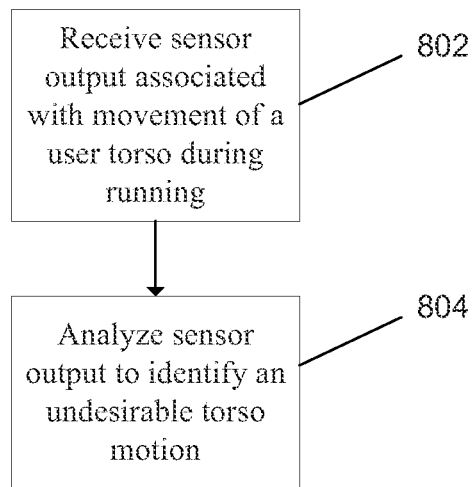 Receive sensor
output associated
with movement of a
user torso during
running
802
Analyze sensor
output to identify an
undesirable torso
motion
804